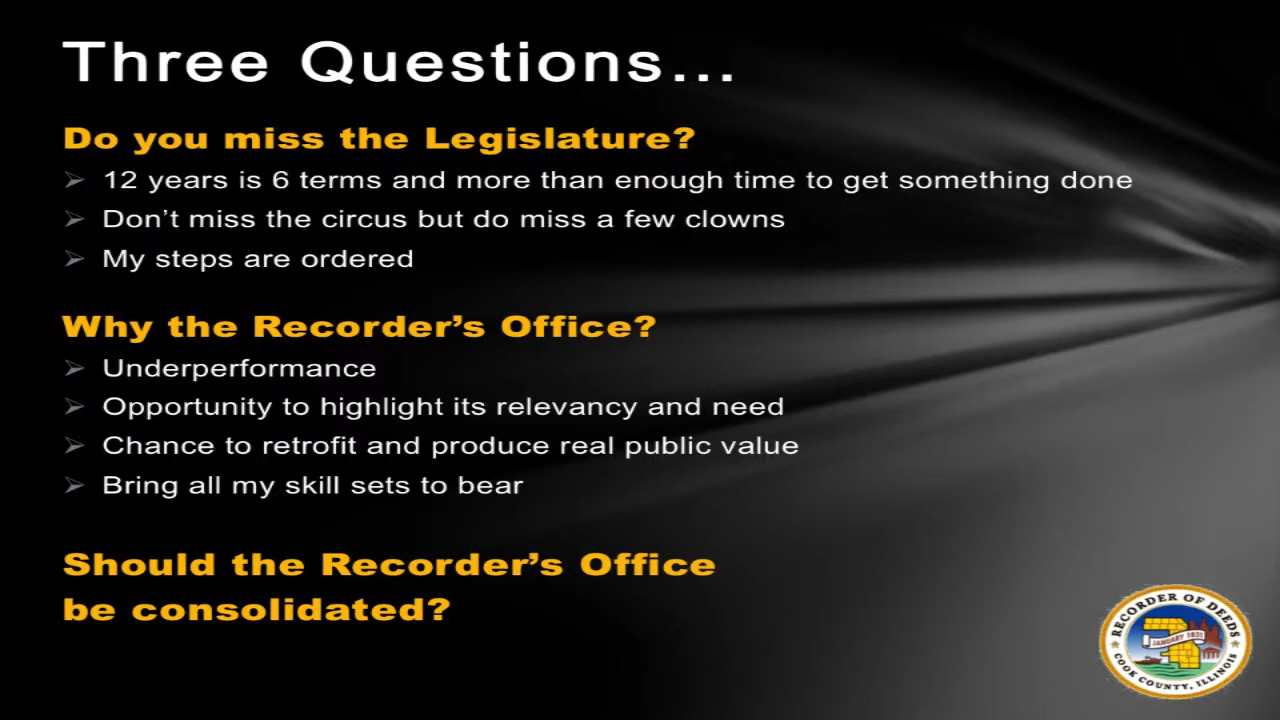 Three Questions...
Do you miss the Legislature?
12 years is 6 terms and more than enough time to get something done
Don't miss the circus but do miss a few clowns
My steps are ordered
Why the Recorder's Office?
Underperformance
Opportunity to highlight its relevancy and need
Chance to retrofit and produce real public value
Bring all my skill sets to bear
Should the Recorder's Office
be consolidated?
RECORDER OF DEEDS
JANUARY 1831
COOK COUNTY, ILLINOIS